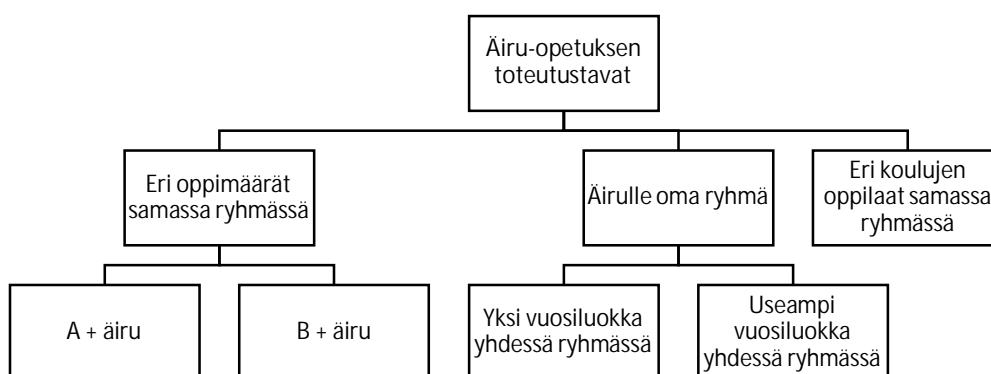 Äiru-opetuksen
toteutustavat
Eri oppimäärät
samassa ryhmässä
Äirulle oma ryhmä
Eri koulujen
oppilaat samassa
ryhmässä
A + äiru
B + äiru
Yksi vuosiluokka
yhdessä ryhmässä
Useampi
vuosiluokka
yhdessä ryhmässä